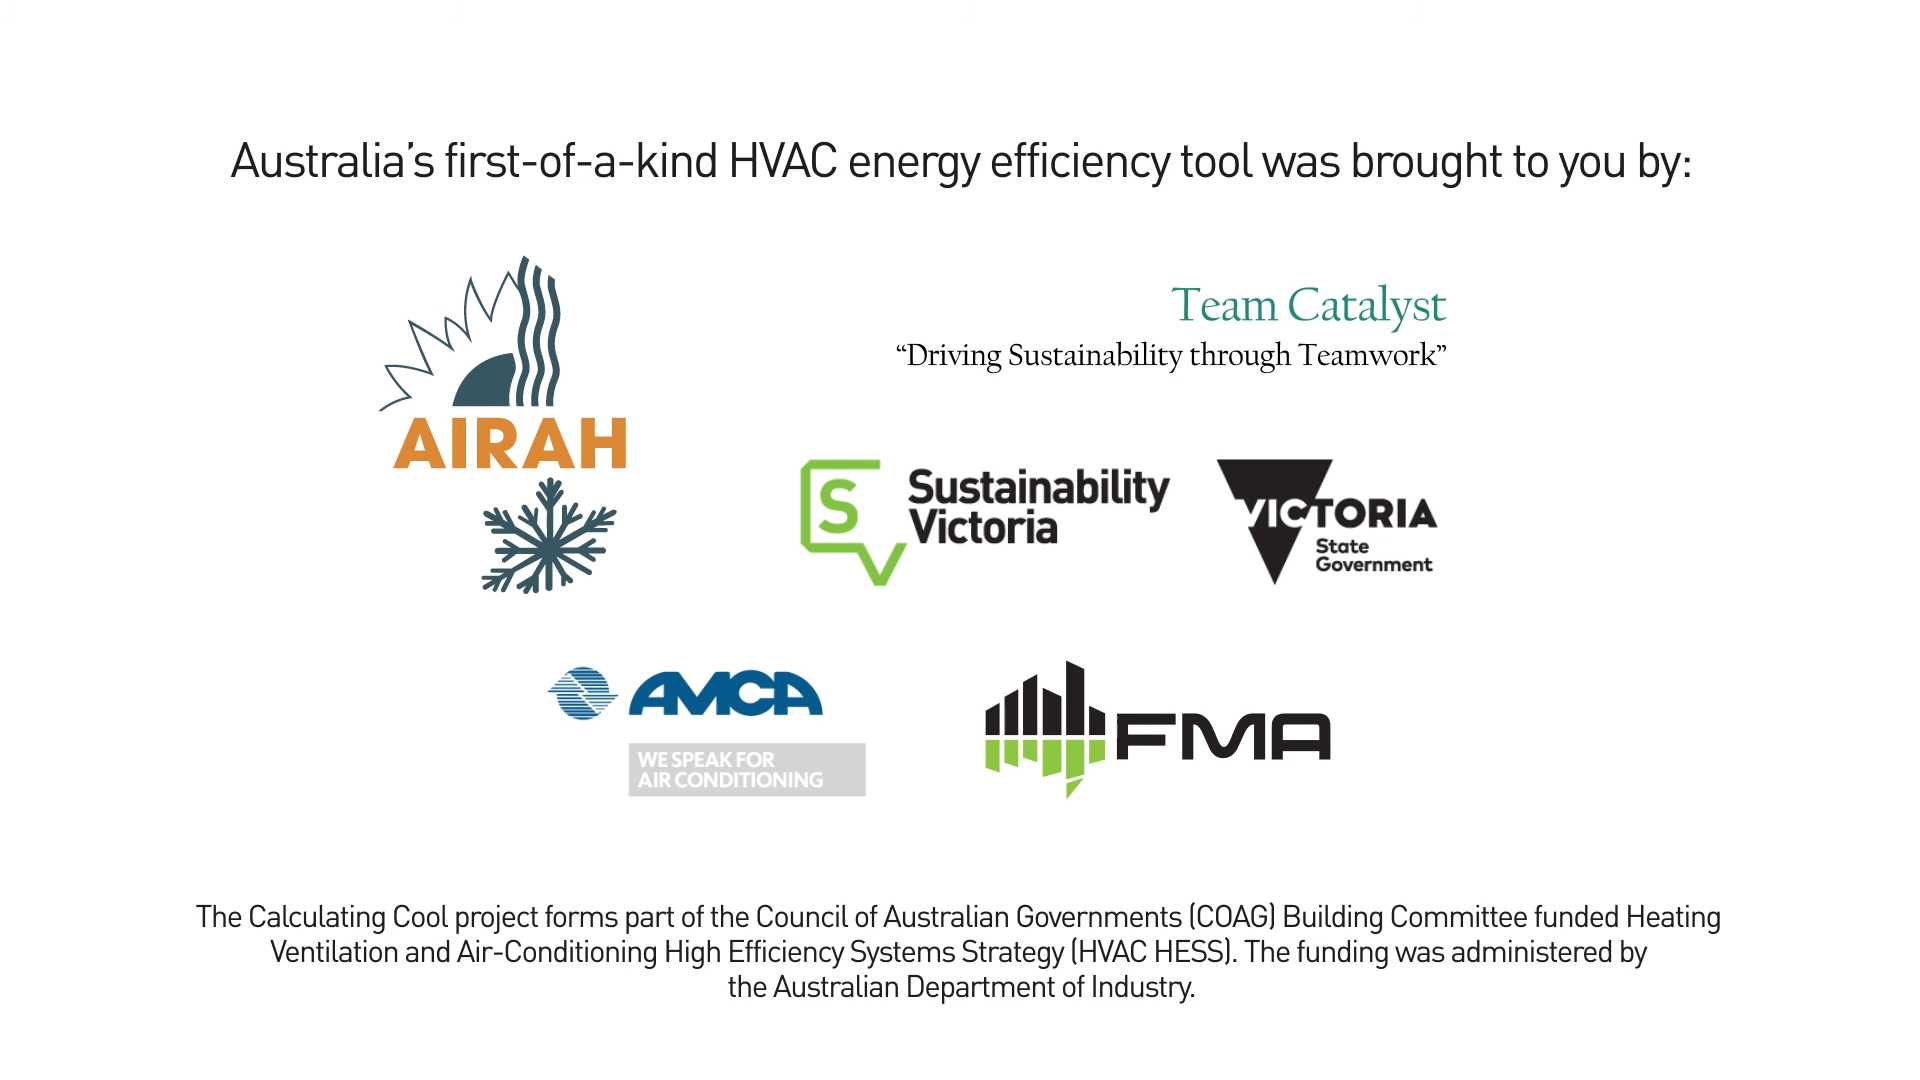 Australia’s first-of-a-kind HVAC energy efficiency tool was brought to you by:
AIRAH
Team Catalyst
“Driving Sustainability through Teamwork”
S
V
Sustainability
Victoria
VICTORIA
State
Government
AMCA
WE SPEAK FOR
AIR CONDITIONING
FMA
The Calculating Cool project forms part of the Council of Australian Governments (COAG) Building Committee funded Heating
Ventilation and Air-Conditioning High Efficiency Systems Strategy (HVAC HESS). The funding was administered by
the Australian Department of Industry.